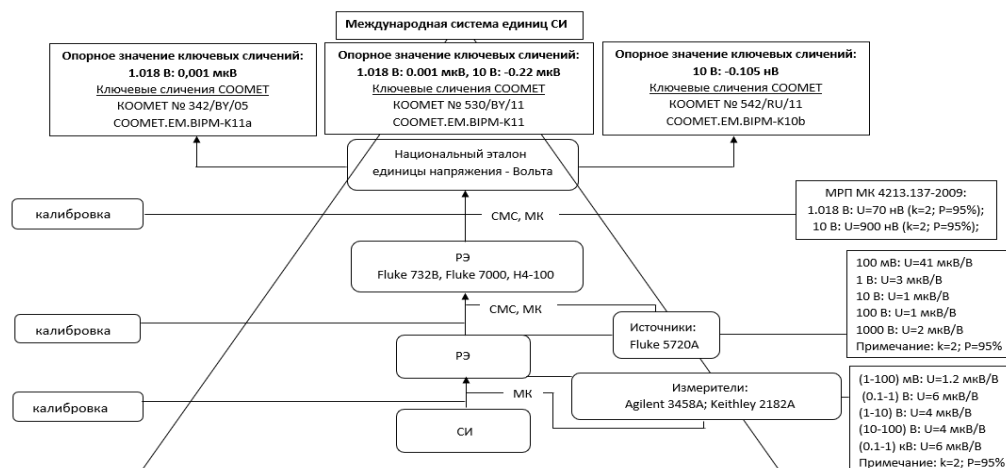 Международная система единиц СИ
Опорное значение ключевых сличений:
1.018 В: 0,001 мкВ
Ключевые сличения COOMET
КООМЕТ № 342/BY/05
COOMET.EM.BIPM-K11a
Опорное значение ключевых сличений:
1.018 В: 0.001 мкВ, 10 В: -0.22 мкВ
Ключевые сличения COOMET
КООМЕТ № 530/BY/11
COOMET.EM.BIPM-K11
Опорное значение ключевых сличений:
10 В: -0.105 нВ
Ключевые сличения COOMET
КООМЕТ № 542/RU/11
COOMET.EM.BIPM-K10b
Национальный эталон
единицы напряжения - Вольта
калибровка
СМС, МК
МРП МК 4213.137-2009:
1.018 В: U=70 нВ (k=2; P=95%);
10 В: U=900 нВ (k=2; P=95%);
РЭ
Fluke 732B, Fluke 7000, H4-100
100 мВ: U=41 мкВ/В
1 В: U=3 мкВ/В
10 В: U=1 мкВ/В
100 В: U=1 мкВ/В
1000 В: U=2 мкВ/В
Примечание: k=2; P=95%
калибровка
СМС, МК
Источники:
Fluke 5720A
РЭ
Измерители:
Agilent 3458A; Keithley 2182A
(1-100) мВ: U=1.2 мкВ/В
(0.1-1) В: U=6 мкВ/В
(1-10) В: U=4 мкВ/В
(10-100) В: U=4 мкВ/В
(0.1-1) кВ: U=6 мкВ/В
Примечание: k=2; P=95%
калибровка
МК
СИ